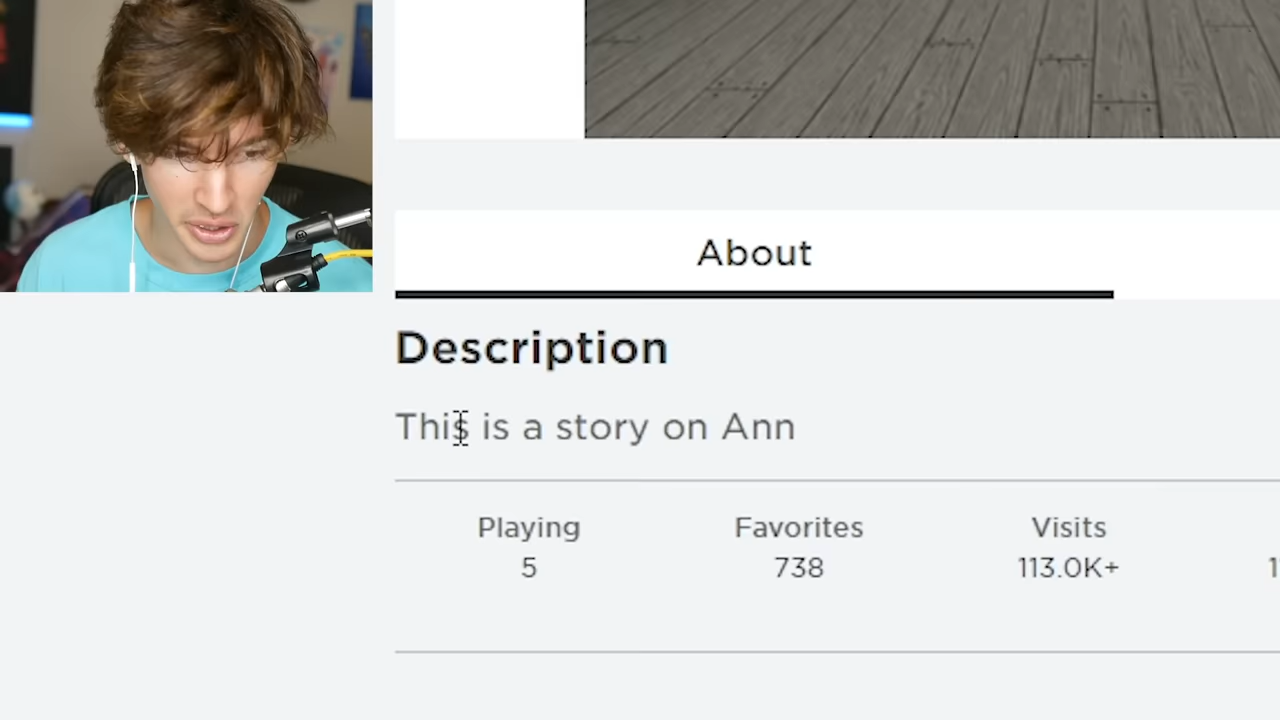 About
Description
This is a story on Ann
Playing Favorites Visits
5 738 113.0K+